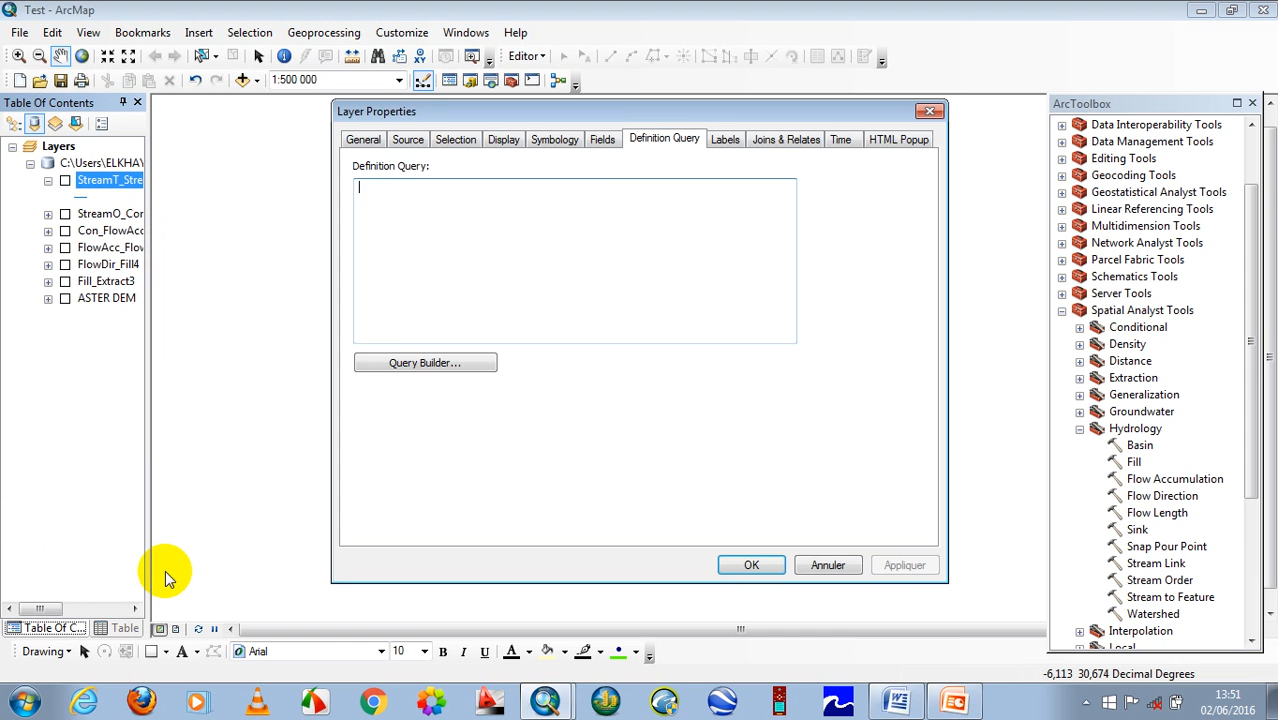 Test - ArcMap
File Edit View Bookmarks Insert Selection Geoprocessing Customize Windows Help
Editor
1:500 000
Table Of Contents
Layers
C:\Users\ELKHA\
StreamT_Stre
StreamO_Con
Con_FlowAcc
FlowAcc_Flow
FlowDir_Fill4
Fill_Extract3
ASTER DEM
Table Of C... Table
Layer Properties
General Source Selection Display Symbology Fields Definition Query Labels Joins & Relates Time HTML Popup
Definition Query:
Query Builder...
OK Annuler Appliquer
ArcToolbox
Data Interoperability Tools
Data Management Tools
Editing Tools
Geocoding Tools
Geostatistical Analyst Tools
Linear Referencing Tools
Multidimension Tools
Network Analyst Tools
Parcel Fabric Tools
Schematics Tools
Server Tools
Spatial Analyst Tools
Conditional
Density
Distance
Extraction
Generalization
Groundwater
Hydrology
Basin
Fill
Flow Accumulation
Flow Direction
Flow Length
Sink
Snap Pour Point
Stream Link
Stream Order
Stream to Feature
Watershed
Interpolation
Local
Drawing A Arial 10 B I U A
-6,113 30,674 Decimal Degrees
13:51
02/06/2016